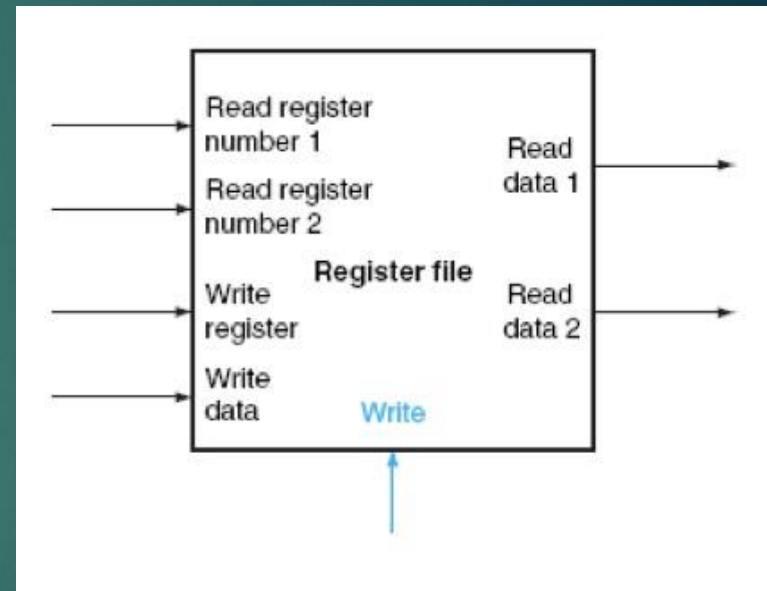 Read register
number 1
Read
data 1
Read register
number 2
Register file
Write
register
Read
data 2
Write
data
Write